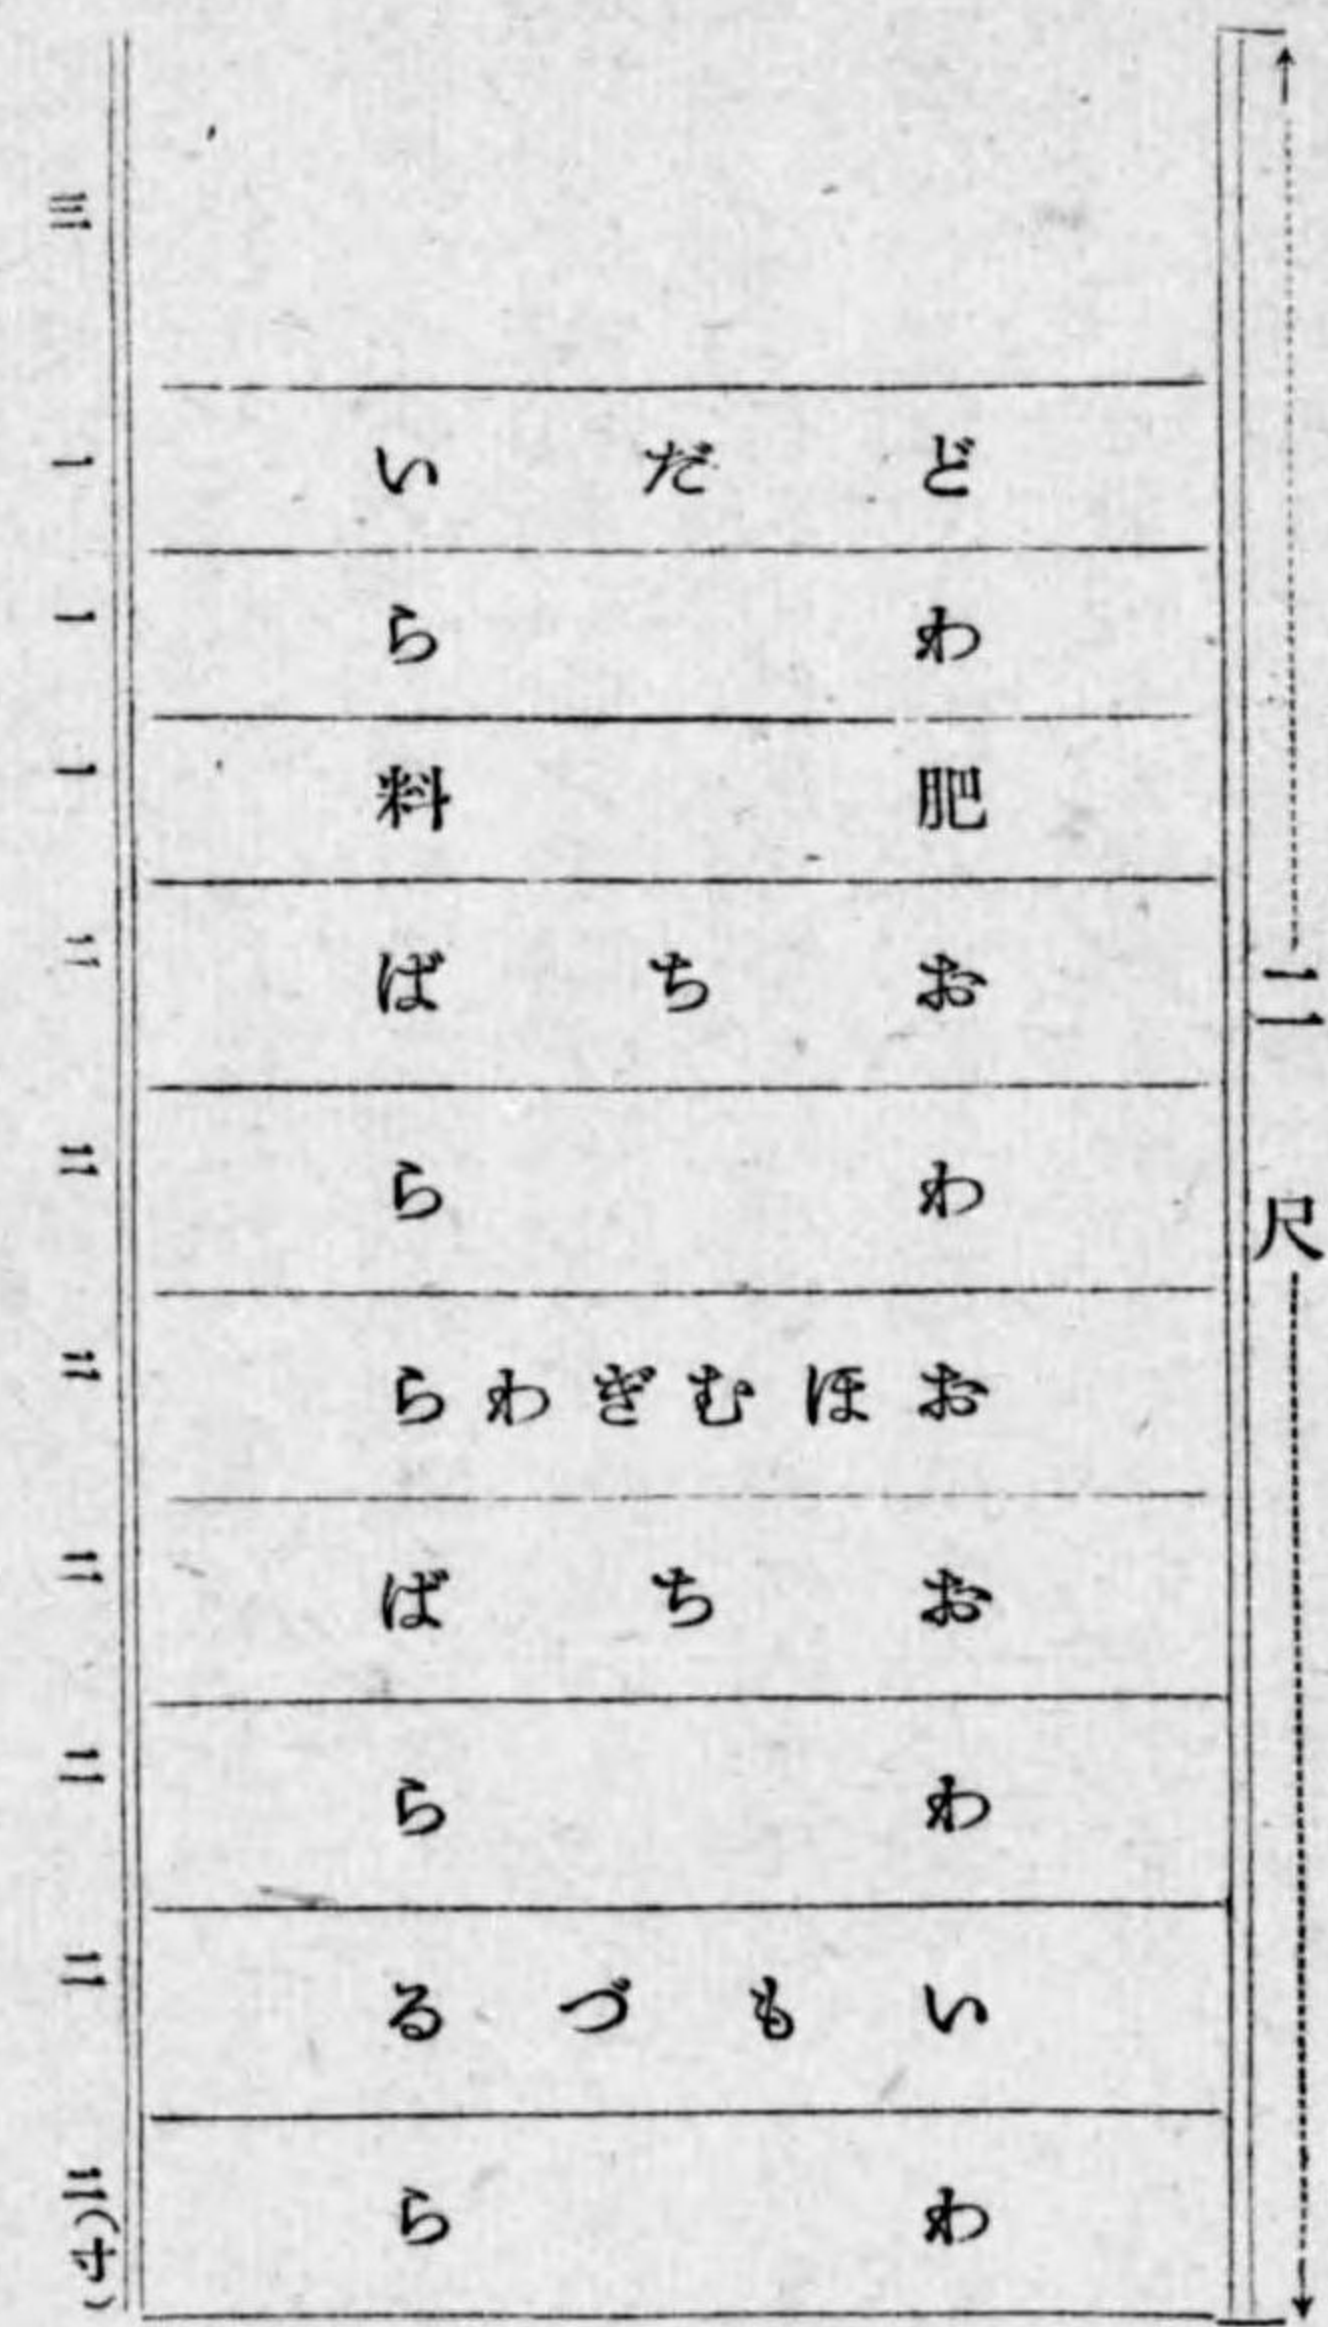 二尺
三
どだい 一
わら 一
肥料 一
おちば 二
わら 二
おほむぎわら 二
おちば 二
わら 二
いもづる 二
わら 二(寸)